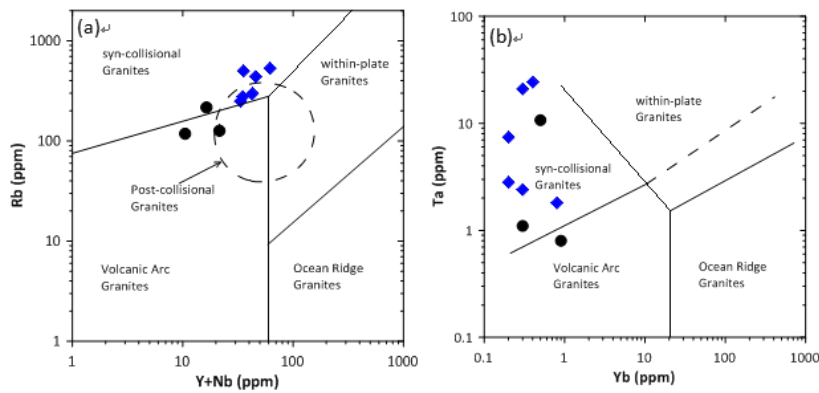 (a)↵
syn-collisional
Granites
within-plate
Granites
Post-collisional
Granites
Volcanic Arc
Granites
Ocean Ridge
Granites
Rb (ppm)
1000
100
10
1
1
10
100
1000
Y+Nb (ppm)
(b)↵
within-plate
Granites
syn-collisional
Granites
Volcanic Arc
Granites
Ocean Ridge
Granites
Ta (ppm)
100
10
1
0.1
0.1
1
10
100
1000
Yb (ppm)